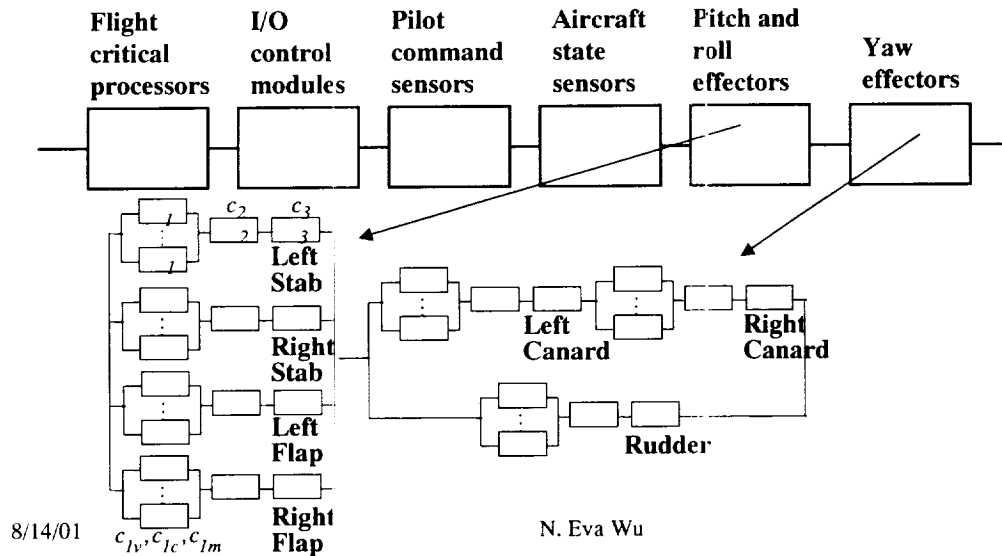 Flight
critical
processors
I/O
control
modules
Pilot
command
sensors
Aircraft
state
sensors
Pitch and
roll
effectors
Yaw
effectors
1
1
c2
2
c3
3
Left
Stab
Right
Stab
Left
Flap
Right
Flap
Left
Canard
Right
Canard
Rudder
c1v, c1c, c1m
8/14/01
N. Eva Wu